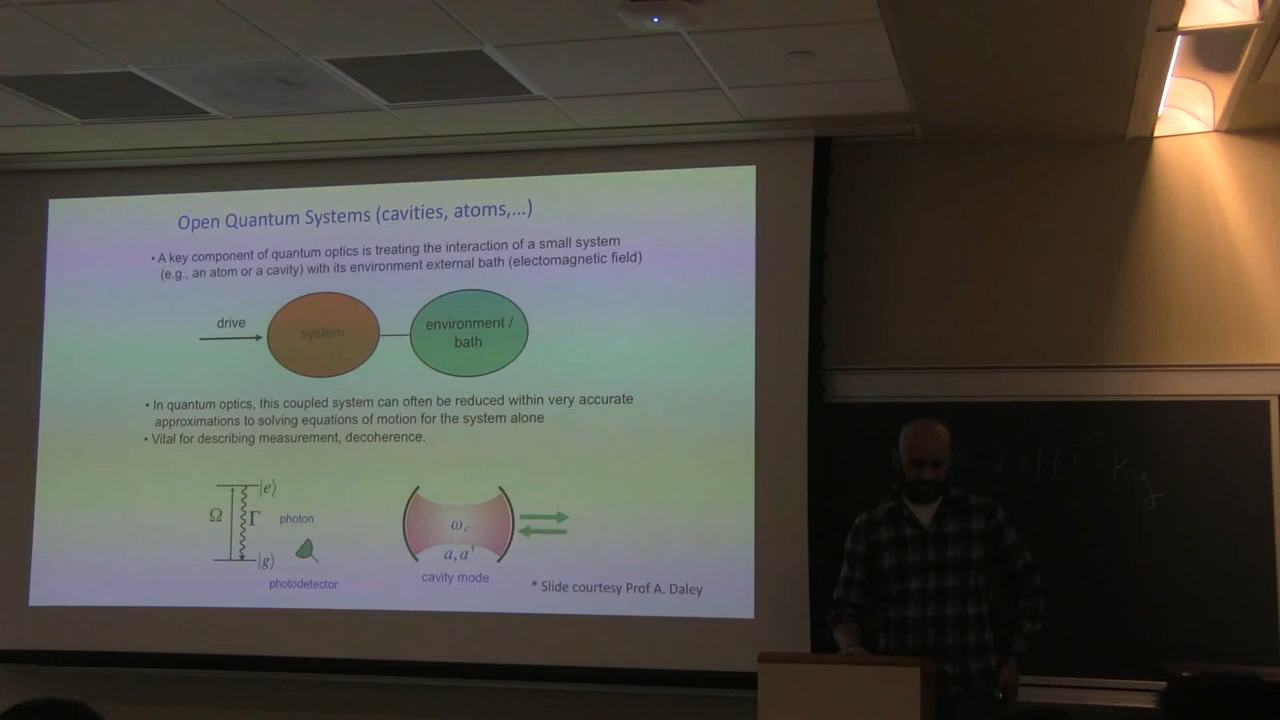 Open Quantum Systems (cavities, atoms,...)
• A key component of quantum optics is treating the interaction of a small system
(e.g., an atom or a cavity) with its environment external bath (electomagnetic field)
drive
system
environment /
bath
• In quantum optics, this coupled system can often be reduced within very accurate
approximations to solving equations of motion for the system alone
• Vital for describing measurement, decoherence.
|e⟩
Ω Γ photon
|g⟩
photodetector
ω_c
a, a†
cavity mode
* Slide courtesy Prof A. Daley
Kg